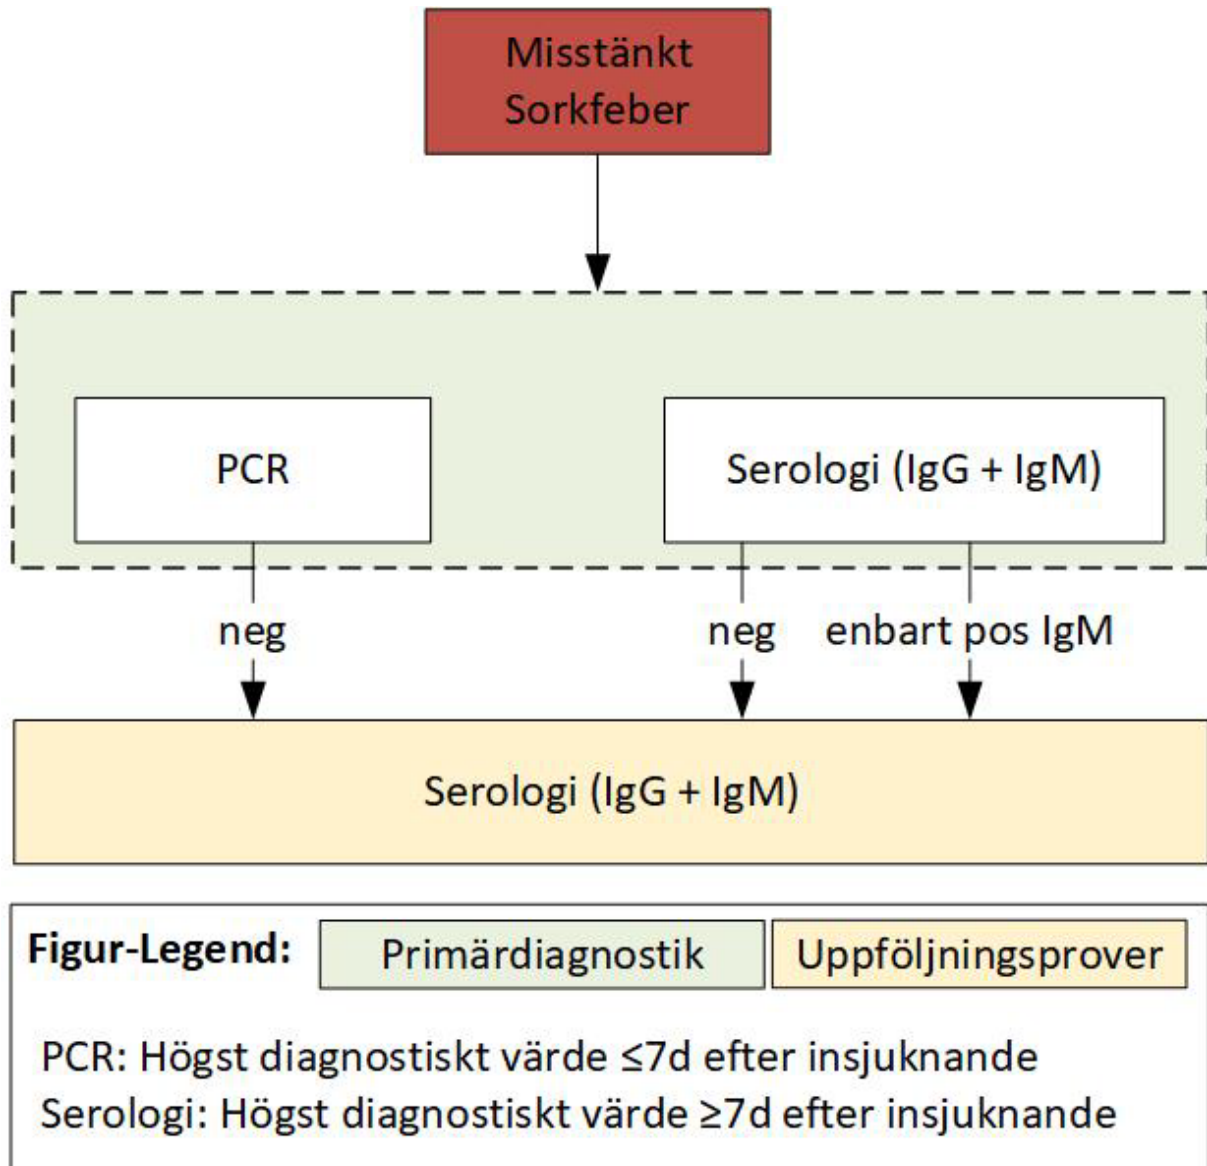 Misstänkt
Sorkfeber
PCR
Serologi (IgG + IgM)
neg
neg
enbart pos IgM
Serologi (IgG + IgM)
Figur-Legend:
Primärdiagnostik
Uppföljningsprover
PCR: Högst diagnostiskt värde ≤7d efter insjuknande
Serologi: Högst diagnostiskt värde ≥7d efter insjuknande